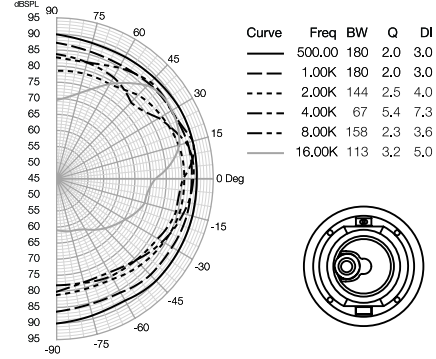 dBSPL
95 90 75
90
85 60
80
75 45
70
65 30
60
55 15
50
45 0 Deg
50
55 -15
60
65 -30
70
75 -45
80
85 -60
90
95 -75
-90
Curve Freq BW Q DI
500.00 180 2.0 3.0
1.00K 180 2.0 3.0
2.00K 144 2.5 4.0
4.00K 67 5.4 7.3
8.00K 158 2.3 3.6
16.00K 113 3.2 5.0